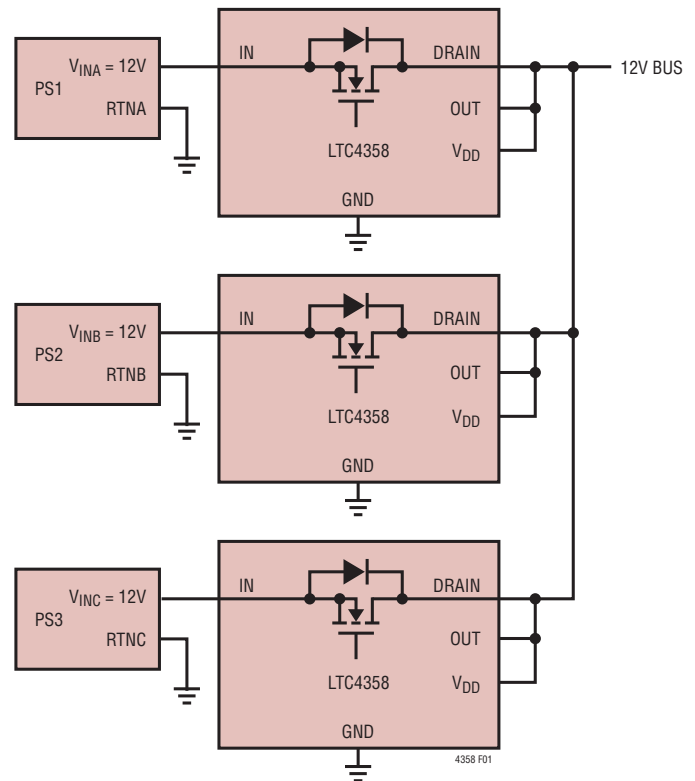 V_INA = 12V
PS1
RTNA
IN
DRAIN
OUT
V_DD
LTC4358
GND
12V BUS
V_INB = 12V
PS2
RTNB
IN
DRAIN
OUT
V_DD
LTC4358
GND
V_INC = 12V
PS3
RTNC
IN
DRAIN
OUT
V_DD
LTC4358
GND
4358 F01